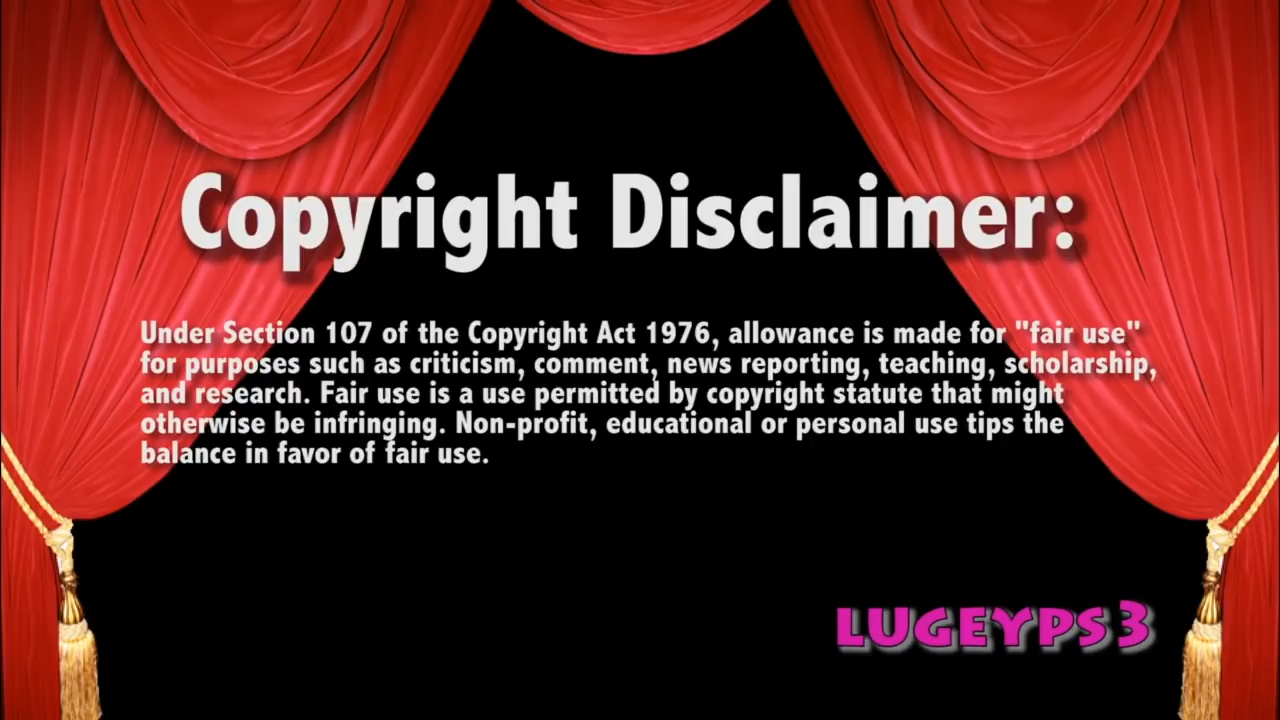 Copyright Disclaimer:
Under Section 107 of the Copyright Act 1976, allowance is made for "fair use"
for purposes such as criticism, comment, news reporting, teaching, scholarship,
and research. Fair use is a use permitted by copyright statute that might
otherwise be infringing. Non-profit, educational or personal use tips the
balance in favor of fair use.
LUGEYPS3